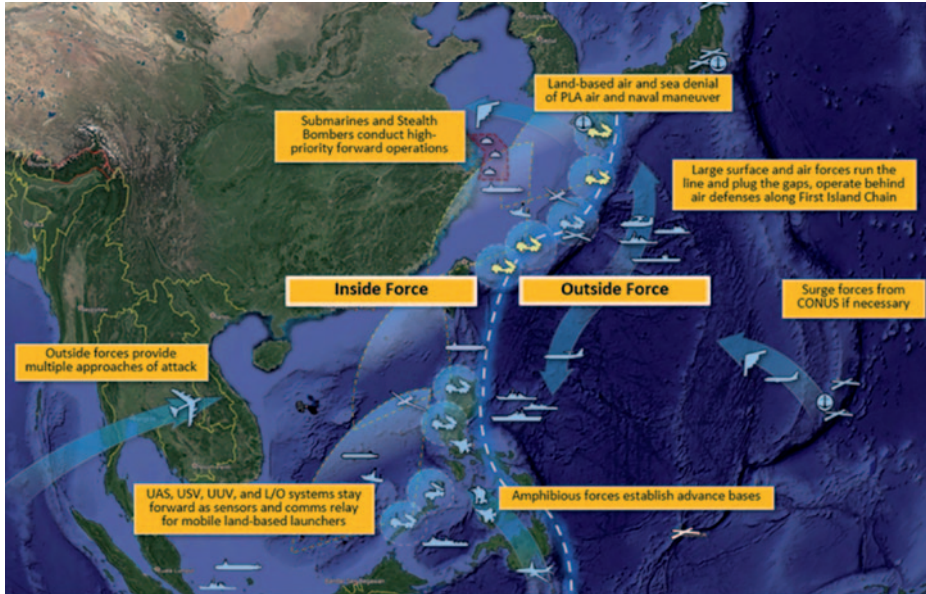 Land-based air and sea denial
of PLA air and naval maneuver
Submarines and Stealth
Bombers conduct high-
priority forward operations
Large surface and air forces run the
line and plug the gaps, operate behind
air defenses along First Island Chain
Inside Force
Outside Force
Surge forces from
CONUS if necessary
Outside forces provide
multiple approaches of attack
UAS, USV, UUV, and L/O systems stay
forward as sensors and comms relay
for mobile land-based launchers
Amphibious forces establish advance bases